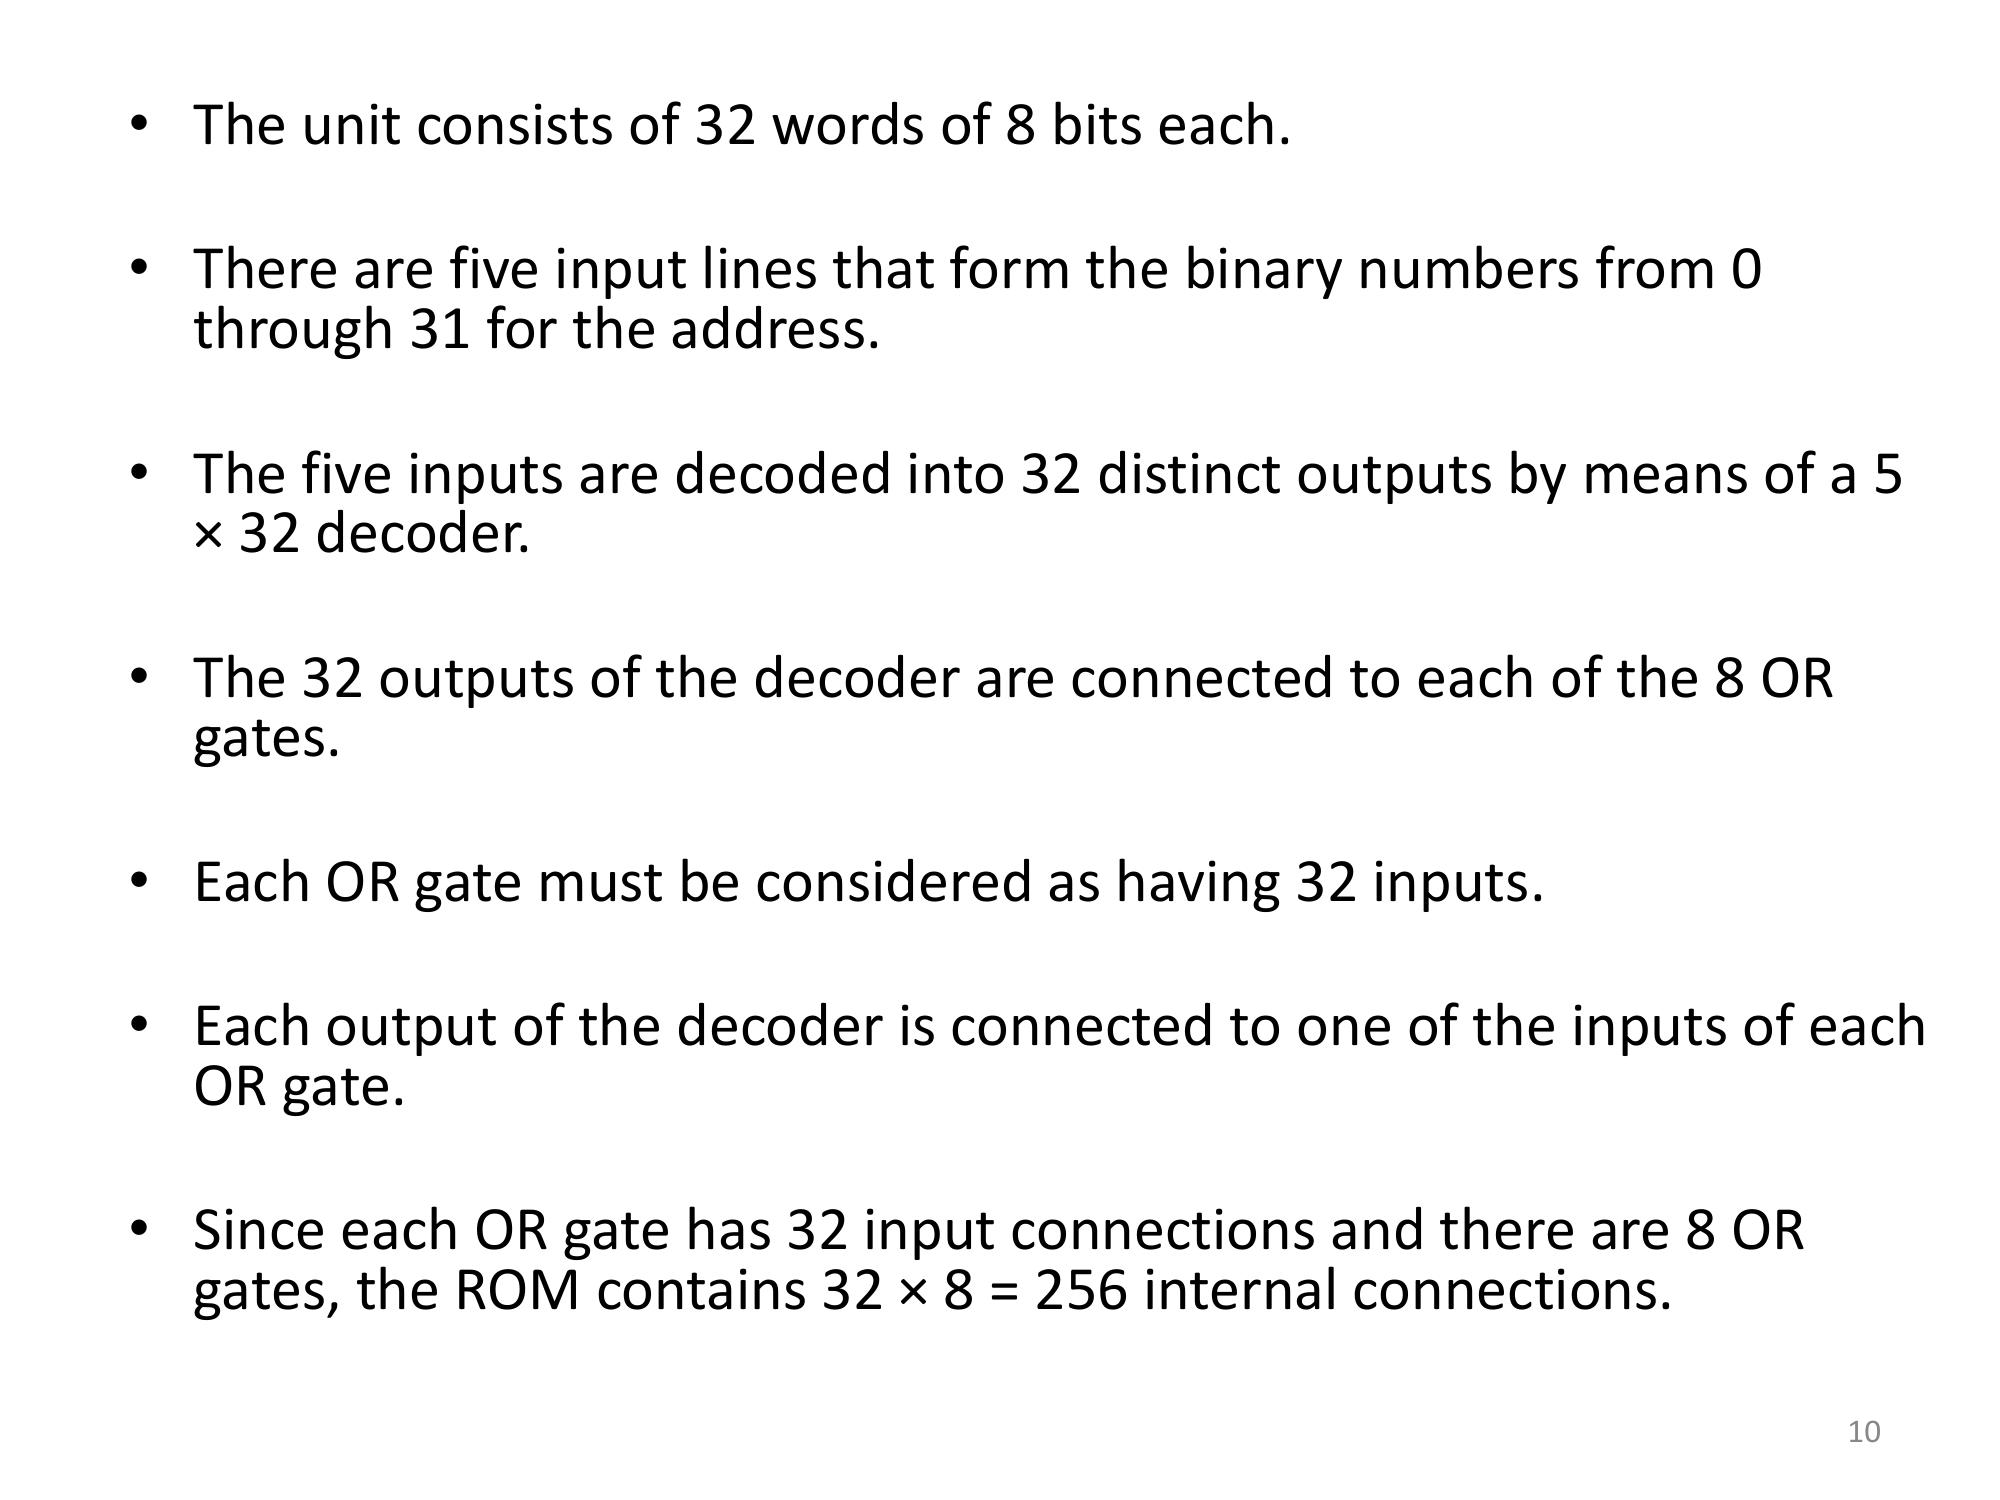 • The unit consists of 32 words of 8 bits each.
• There are five input lines that form the binary numbers from 0
through 31 for the address.
• The five inputs are decoded into 32 distinct outputs by means of a 5
× 32 decoder.
• The 32 outputs of the decoder are connected to each of the 8 OR
gates.
• Each OR gate must be considered as having 32 inputs.
• Each output of the decoder is connected to one of the inputs of each
OR gate.
• Since each OR gate has 32 input connections and there are 8 OR
gates, the ROM contains 32 × 8 = 256 internal connections.
10